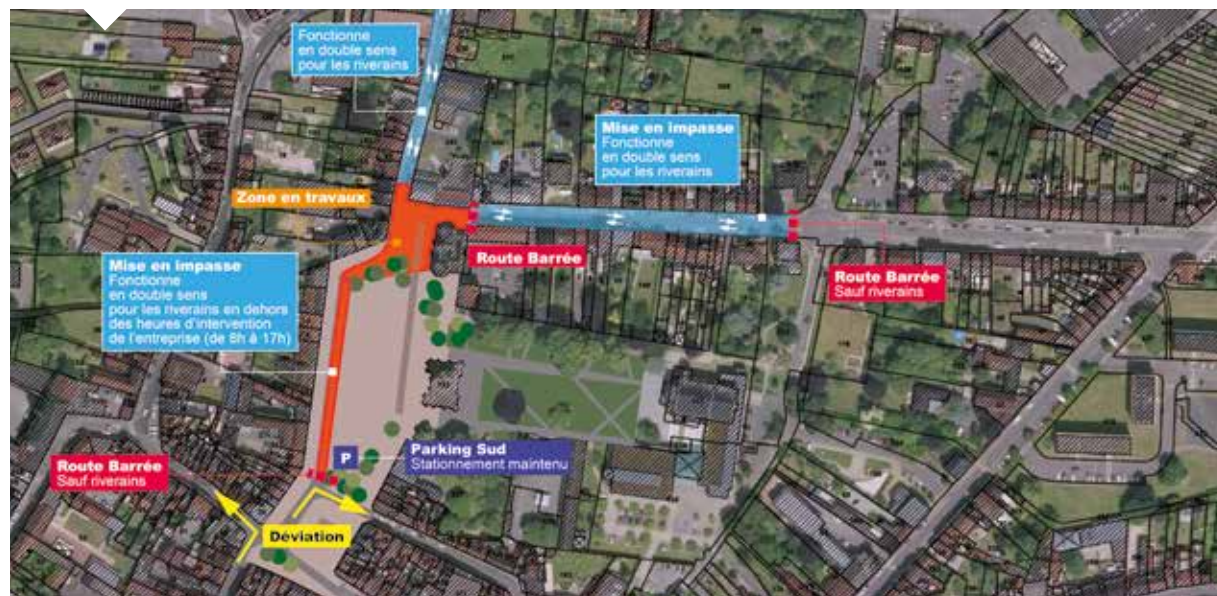 Fonctionne
en double sens
pour les riverains
Mise en impasse
Fonctionne
en double sens
pour les riverains
Zone en travaux
Route Barrée
Route Barrée
Sauf riverains
Mise en impasse
Fonctionne
en double sens
pour les riverains en dehors
des heures d'intervention
de l'entreprise (de 8h à 17h)
P
Parking Sud
Stationnement maintenu
Route Barrée
Sauf riverains
Déviation